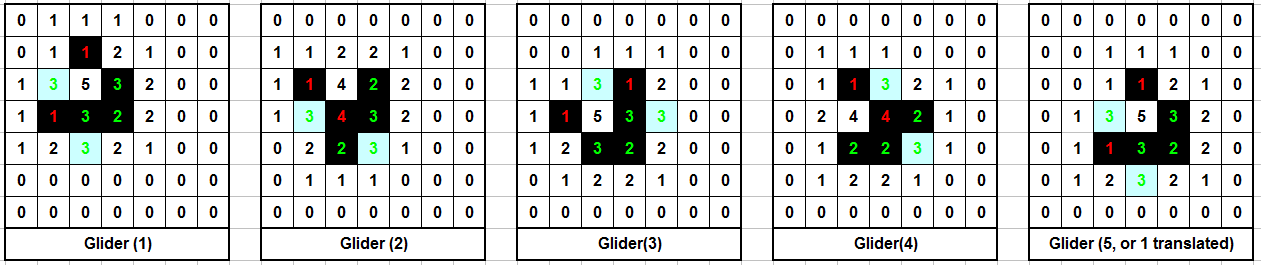 0 1 1 1 0 0 0
0 1 1 2 1 0 0
1 3 5 3 2 0 0
1 1 3 2 2 0 0
1 2 3 2 1 0 0
0 0 0 0 0 0 0
0 0 0 0 0 0 0
Glider (1)
0 0 0 0 0 0 0
1 1 2 2 1 0 0
1 1 4 2 2 0 0
1 3 4 3 2 0 0
0 2 2 3 1 0 0
0 1 1 1 0 0 0
0 0 0 0 0 0 0
Glider (2)
0 0 0 0 0 0 0
0 0 1 1 1 0 0
1 1 3 1 2 0 0
1 1 5 3 3 0 0
1 2 3 2 2 0 0
0 1 2 2 1 0 0
0 0 0 0 0 0 0
Glider(3)
0 0 0 0 0 0 0
0 1 1 1 0 0 0
0 1 1 3 2 1 0
0 2 4 4 2 1 0
0 1 2 2 3 1 0
0 1 2 2 1 0 0
0 0 0 0 0 0 0
Glider(4)
0 0 0 0 0 0 0
0 0 1 1 1 0 0
0 0 1 1 2 1 0
0 1 3 5 3 2 0
0 1 1 3 2 2 0
0 1 2 3 2 1 0
0 0 0 0 0 0 0
Glider (5, or 1 translated)